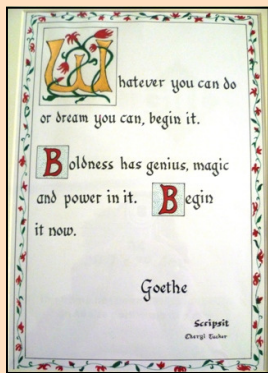 Whatever you can do
or dream you can, begin it.
Boldness has genius, magic
and power in it. Begin
it now.
Goethe
Scripsit
Cheryl